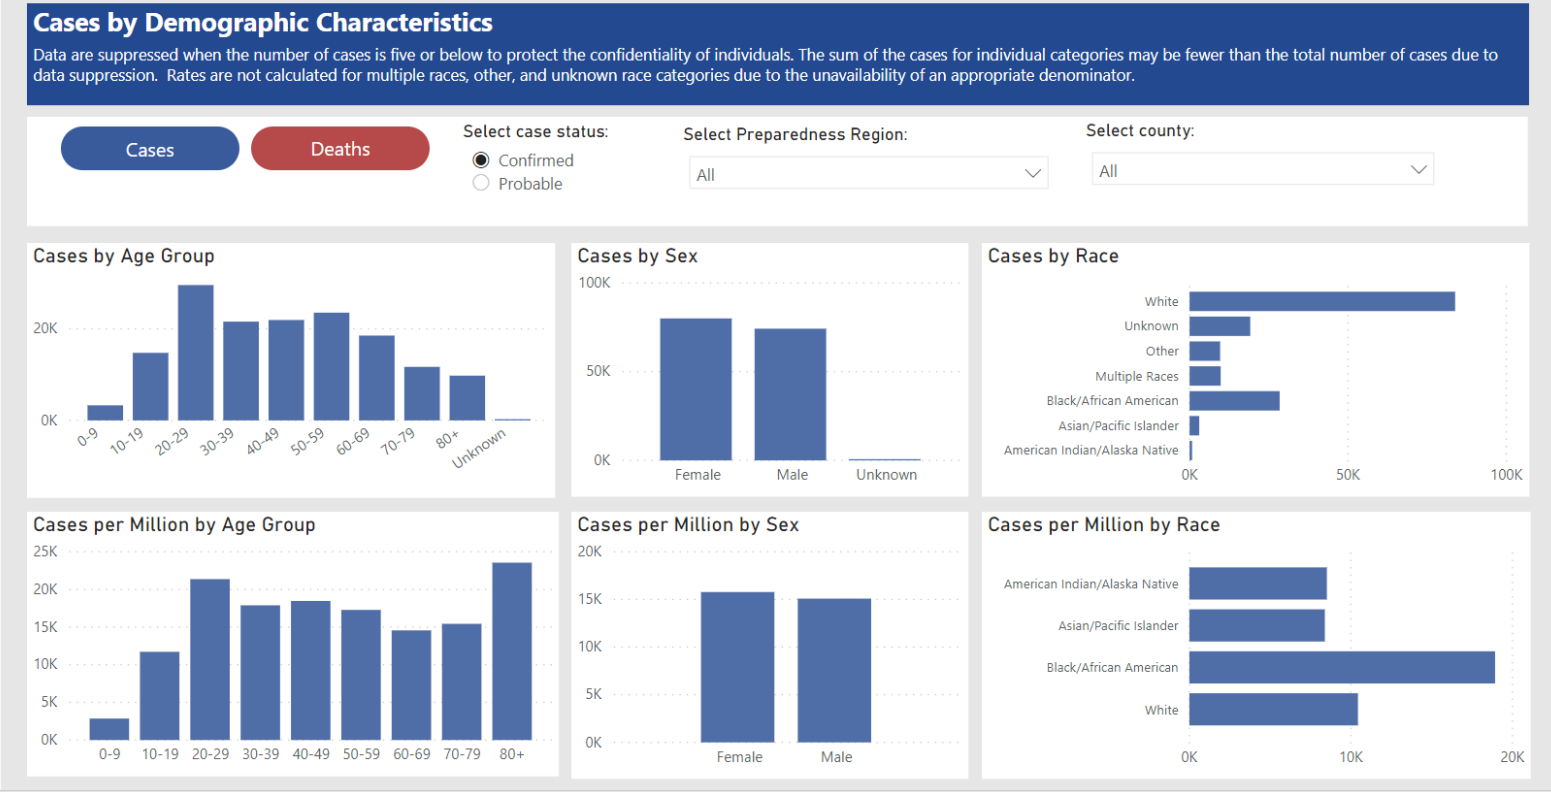 Cases by Demographic Characteristics
Data are suppressed when the number of cases is five or below to protect the confidentiality of individuals. The sum of the cases for individual categories may be fewer than the total number of cases due to
data suppression.  Rates are not calculated for multiple races, other, and unknown race categories due to the unavailability of an appropriate denominator.
Cases
Deaths
Select case status:
Confirmed
Probable
Select Preparedness Region:
All
Select county:
All
Cases by Age Group
20K
0K
0-9 10-19 20-29 30-39 40-49 50-59 60-69 70-79 80+ Unknown
Cases by Sex
100K
50K
0K
Female Male Unknown
Cases by Race
White
Unknown
Other
Multiple Races
Black/African American
Asian/Pacific Islander
American Indian/Alaska Native
0K 50K 100K
Cases per Million by Age Group
25K
20K
15K
10K
5K
0K
0-9 10-19 20-29 30-39 40-49 50-59 60-69 70-79 80+
Cases per Million by Sex
20K
15K
10K
5K
0K
Female Male
Cases per Million by Race
American Indian/Alaska Native
Asian/Pacific Islander
Black/African American
White
0K 10K 20K